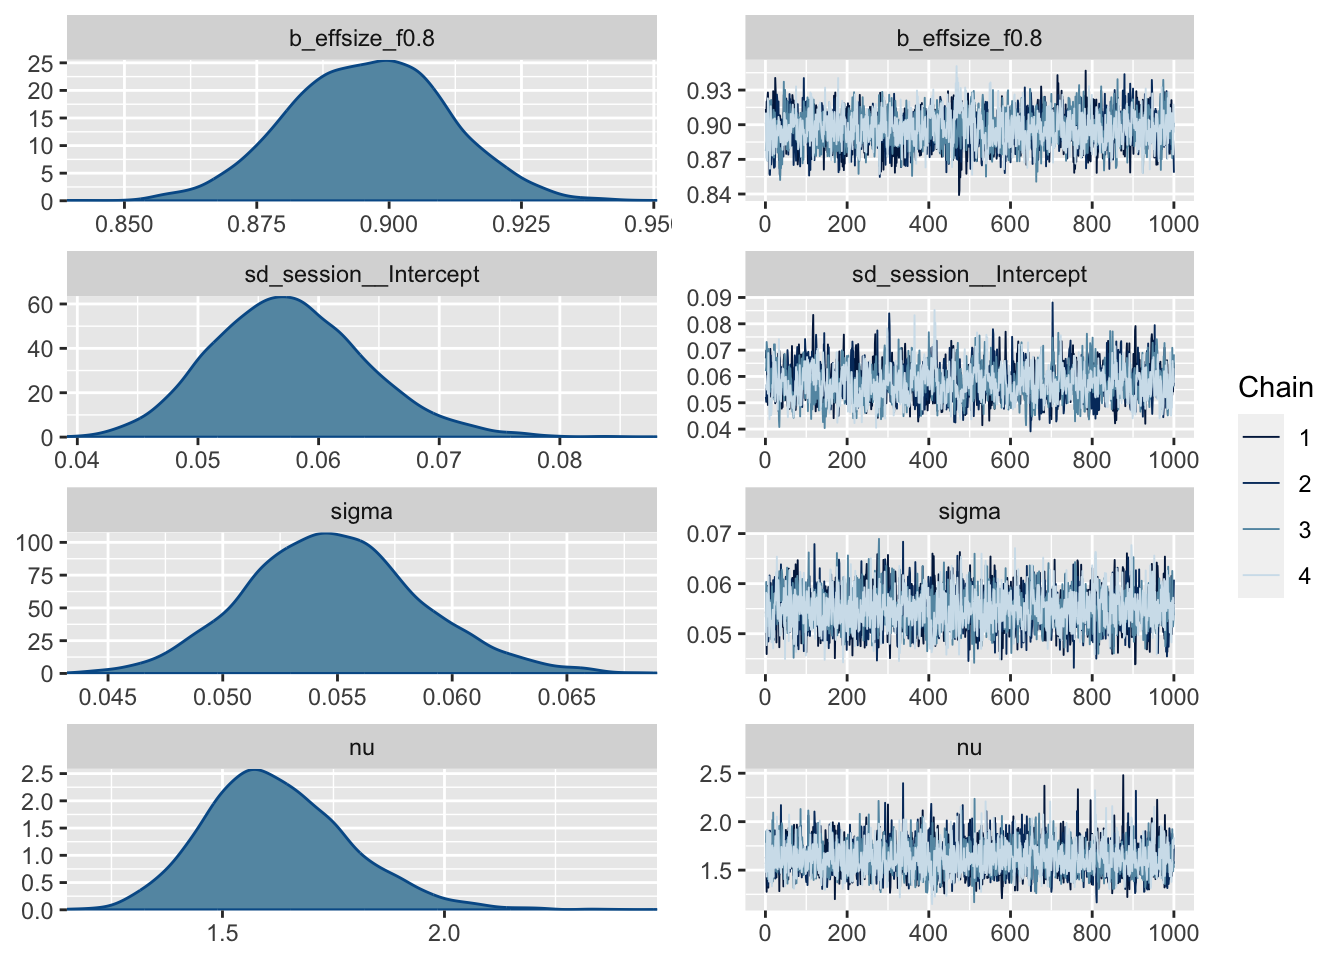 b_effsize_f0.8
25
20
15
10
5
0
0.850 0.875 0.900 0.925 0.950
b_effsize_f0.8
0.93
0.90
0.87
0.84
0 200 400 600 800 1000
sd_session__Intercept
60
40
20
0
0.04 0.05 0.06 0.07 0.08
sd_session__Intercept
0.09
0.08
0.07
0.06
0.05
0.04
0 200 400 600 800 1000
sigma
100
75
50
25
0
0.045 0.050 0.055 0.060 0.065
sigma
0.07
0.06
0.05
0 200 400 600 800 1000
nu
2.5
2.0
1.5
1.0
0.5
0.0
1.5 2.0
nu
2.5
2.0
1.5
0 200 400 600 800 1000
Chain
1
2
3
4